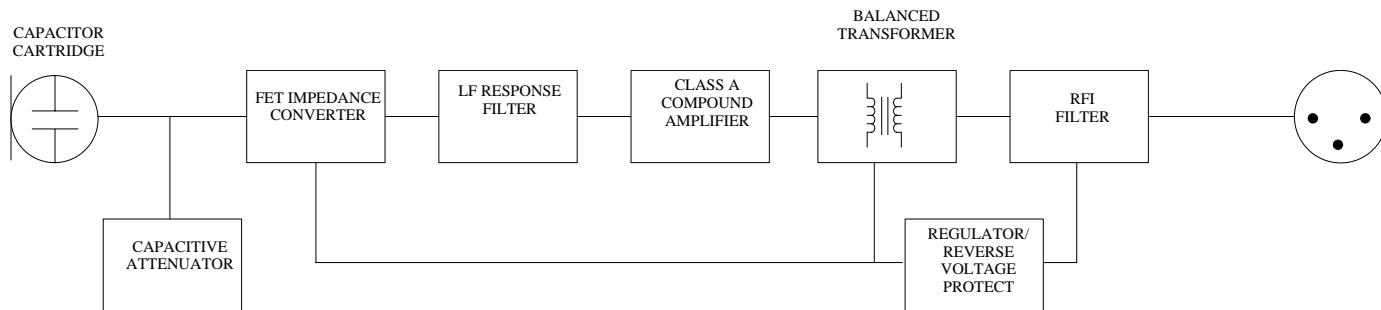 CAPACITOR
CARTRIDGE
FET IMPEDANCE
CONVERTER
LF RESPONSE
FILTER
CLASS A
COMPOUND
AMPLIFIER
BALANCED
TRANSFORMER
RFI
FILTER
CAPACITIVE
ATTENUATOR
REGULATOR/
REVERSE
VOLTAGE
PROTECT